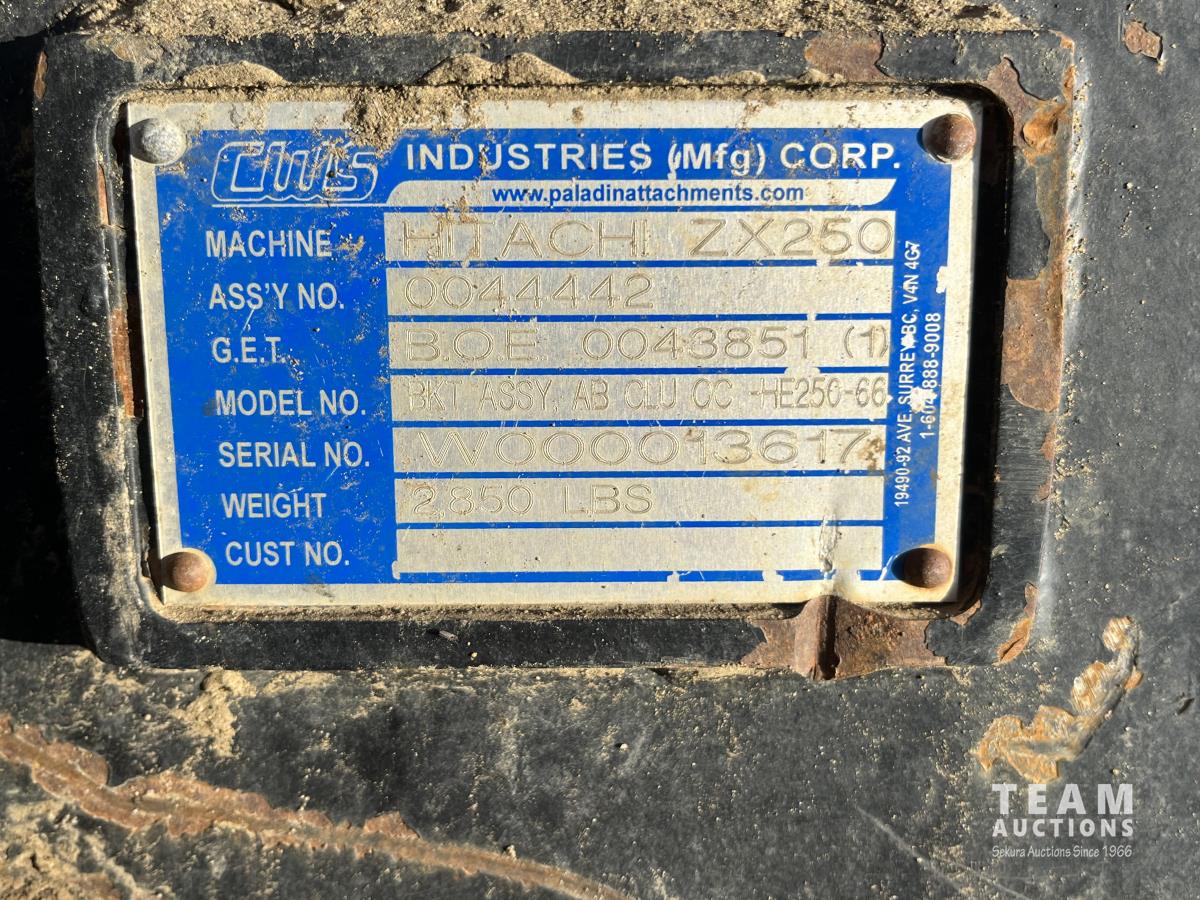 CWS INDUSTRIES (Mfg) CORP.
www.paladinattachments.com
MACHINE HITACHI ZX250
ASS'Y NO. 0044442
G.E.T. B.O.E. 0043851 (1)
MODEL NO. BKT ASSY, AB CLU CC -HE250-66
SERIAL NO. W000013617
WEIGHT 2,850 LBS
CUST NO.
19490-92 AVE, SURREY, BC, V4N 4G7
1-604-888-9008
TEAM
AUCTIONS
Sekura Auctions Since 1966